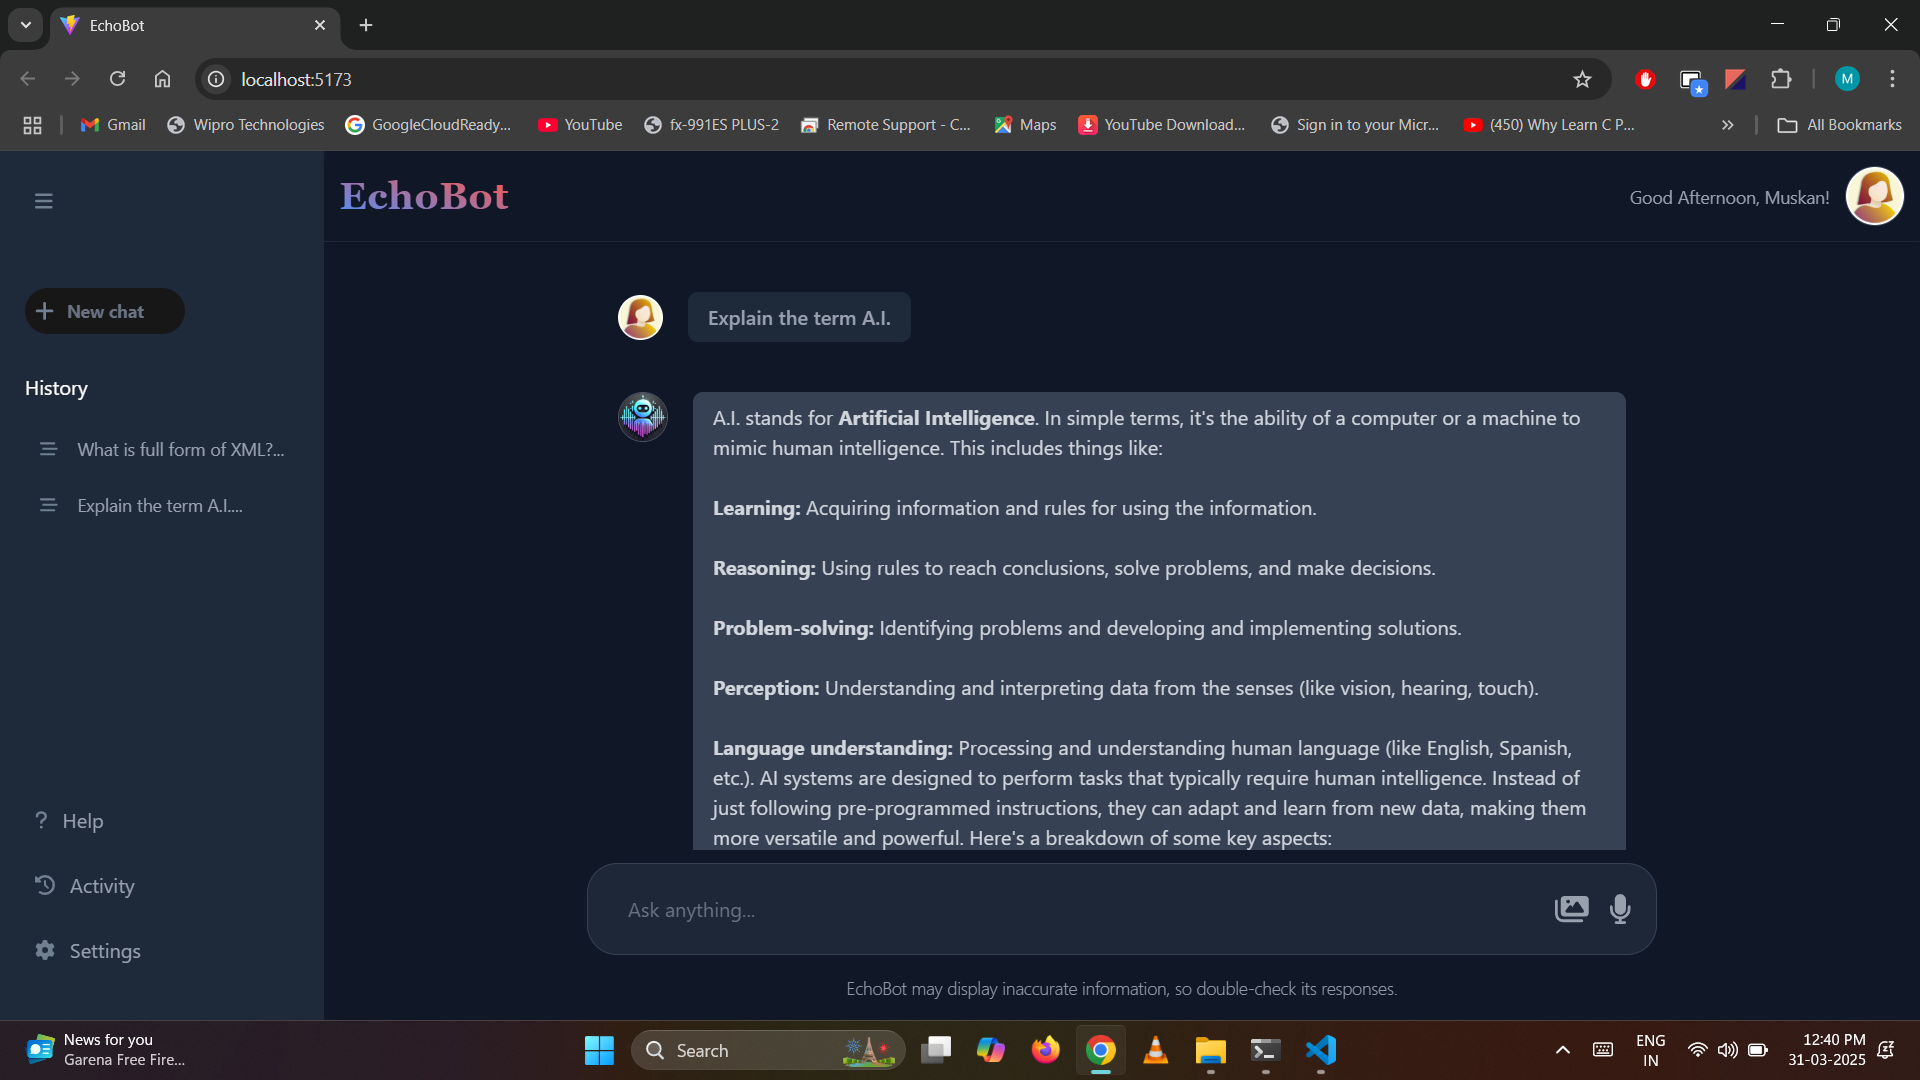 EchoBot
localhost:5173
M
Gmail
Wipro Technologies
GoogleCloudReady...
YouTube
fx-991ES PLUS-2
Remote Support - C...
Maps
YouTube Download...
Sign in to your Micr...
(450) Why Learn C P...
All Bookmarks
EchoBot
Good Afternoon, Muskan!
New chat
History
What is full form of XML?...
Explain the term A.I....
Help
Activity
Settings
Explain the term A.I.
A.I. stands for Artificial Intelligence. In simple terms, it's the ability of a computer or a machine to
mimic human intelligence. This includes things like:
Learning: Acquiring information and rules for using the information.
Reasoning: Using rules to reach conclusions, solve problems, and make decisions.
Problem-solving: Identifying problems and developing and implementing solutions.
Perception: Understanding and interpreting data from the senses (like vision, hearing, touch).
Language understanding: Processing and understanding human language (like English, Spanish,
etc.). AI systems are designed to perform tasks that typically require human intelligence. Instead of
just following pre-programmed instructions, they can adapt and learn from new data, making them
more versatile and powerful. Here's a breakdown of some key aspects:
Ask anything...
EchoBot may display inaccurate information, so double-check its responses.
News for you
Garena Free Fire...
Search
ENG
IN
12:40 PM
31-03-2025